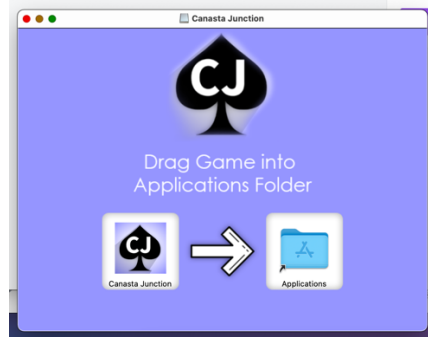 Canasta Junction
CJ
Drag Game into
Applications Folder
CJ
Canasta Junction
Applications